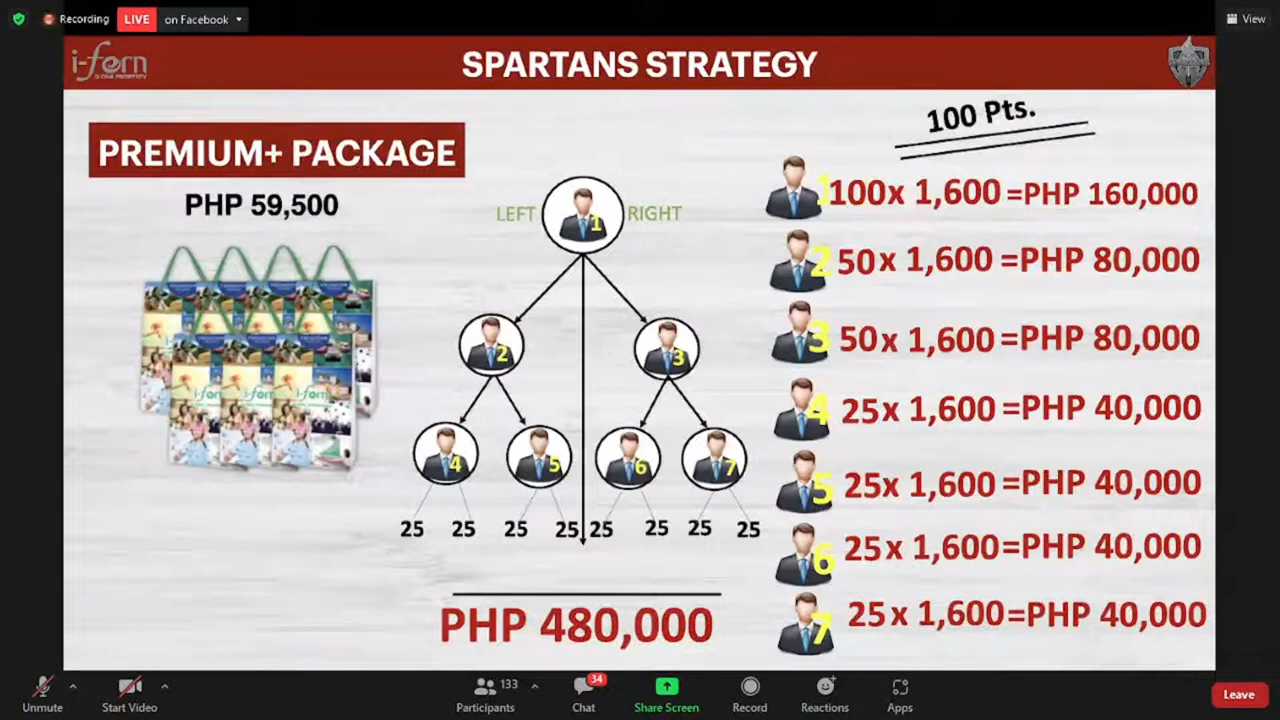 Recording
LIVE on Facebook
View
i-fern
SPARTANS STRATEGY
100 Pts.
PREMIUM+ PACKAGE
PHP 59,500
LEFT
1
RIGHT
2
3
4
5
6
7
25 25 25 25 25 25 25 25
PHP 480,000
1 100x 1,600 =PHP 160,000
2 50x 1,600 =PHP 80,000
3 50x 1,600 =PHP 80,000
4 25x 1,600 =PHP 40,000
5 25x 1,600 =PHP 40,000
6 25x 1,600=PHP 40,000
7 25x 1,600=PHP 40,000
i-fern
i-fern
Unmute
Start Video
133
Participants
34
Chat
Share Screen
Record
Reactions
Apps
Leave